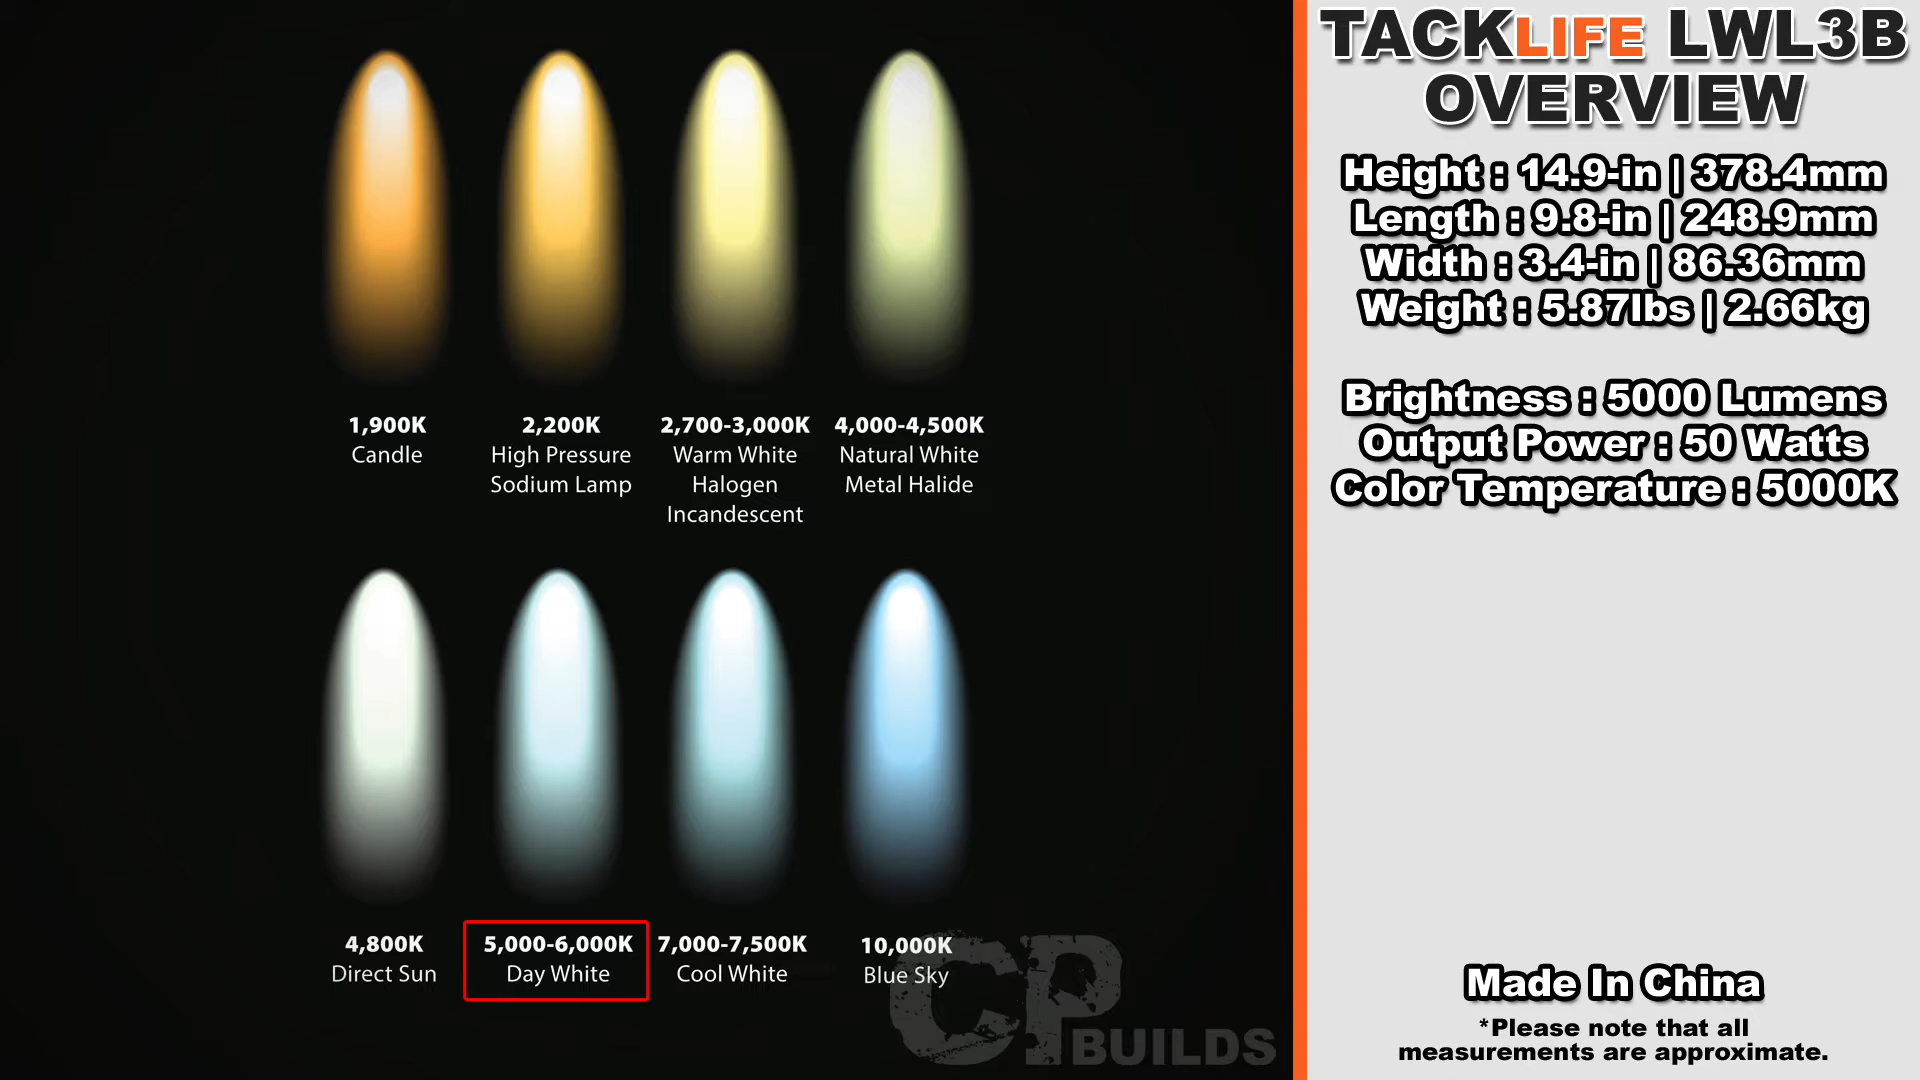 1,900K
Candle
2,200K
High Pressure
Sodium Lamp
2,700-3,000K
Warm White
Halogen
Incandescent
4,000-4,500K
Natural White
Metal Halide
4,800K
Direct Sun
5,000-6,000K
Day White
7,000-7,500K
Cool White
10,000K
Blue Sky
CP BUILDS
TACKLIFE LWL3B
OVERVIEW
Height : 14.9-in | 378.4mm
Length : 9.8-in | 248.9mm
Width : 3.4-in | 86.36mm
Weight : 5.87lbs | 2.66kg
Brightness : 5000 Lumens
Output Power : 50 Watts
Color Temperature : 5000K
Made In China
*Please note that all
measurements are approximate.